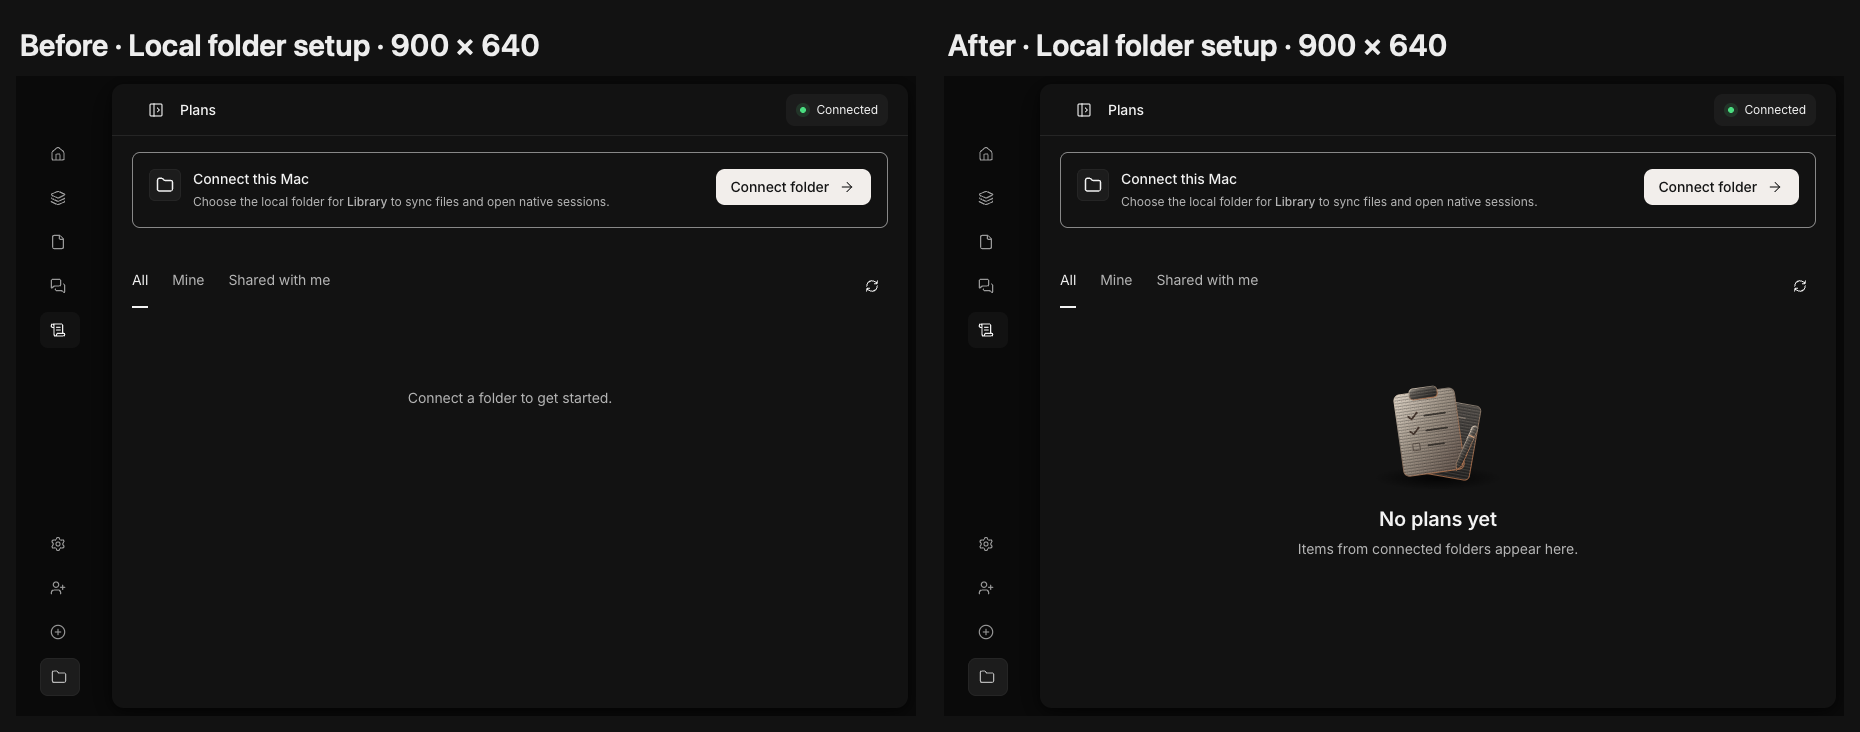 Before · Local folder setup · 900 × 640
Plans
Connected
Connect this Mac
Choose the local folder for Library to sync files and open native sessions.
Connect folder
All Mine Shared with me
Connect a folder to get started.
After · Local folder setup · 900 × 640
Plans
Connected
Connect this Mac
Choose the local folder for Library to sync files and open native sessions.
Connect folder
All Mine Shared with me
No plans yet
Items from connected folders appear here.